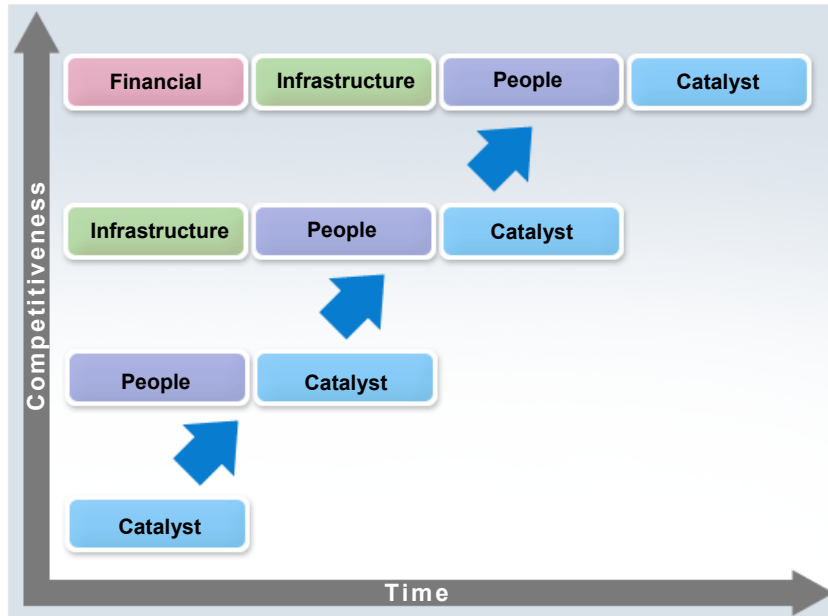 Financial Infrastructure People Catalyst
Infrastructure People Catalyst
People Catalyst
Catalyst
Competitiveness
Time